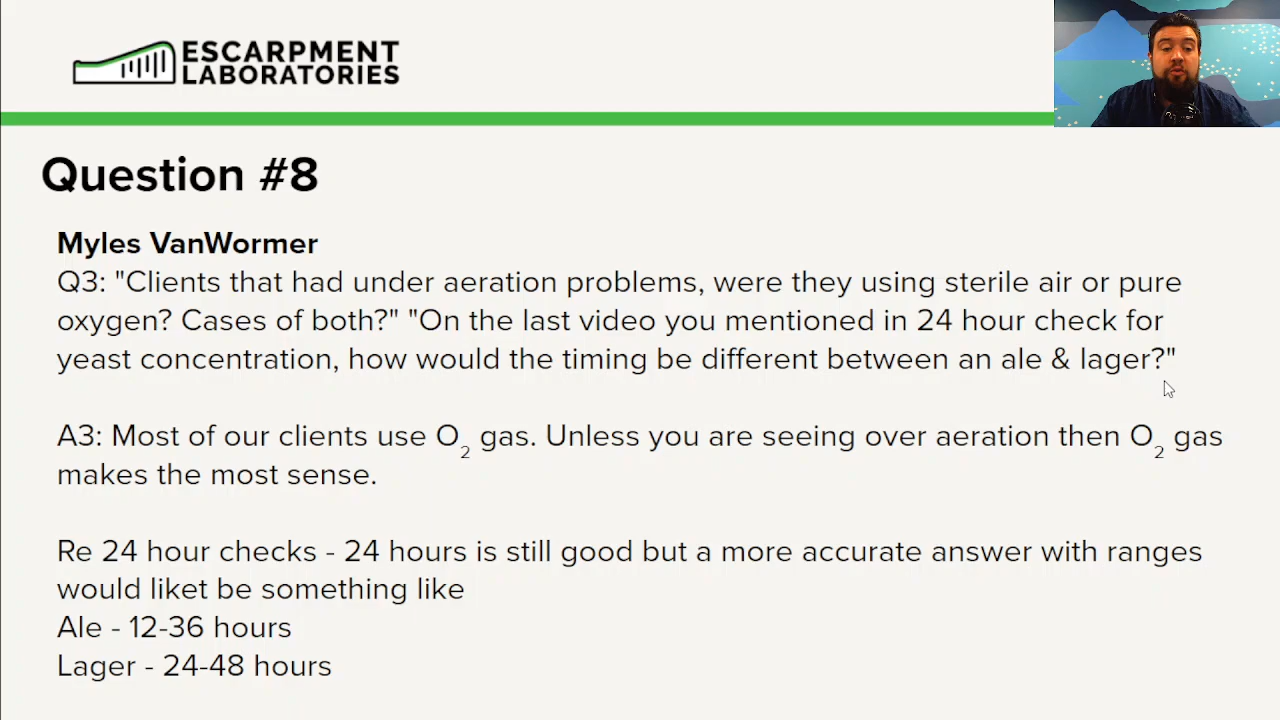 ESCARPMENT
LABORATORIES
Question #8
Myles VanWormer
Q3: "Clients that had under aeration problems, were they using sterile air or pure
oxygen? Cases of both?" "On the last video you mentioned in 24 hour check for
yeast concentration, how would the timing be different between an ale & lager?"
A3: Most of our clients use O₂ gas. Unless you are seeing over aeration then O₂ gas
makes the most sense.
Re 24 hour checks - 24 hours is still good but a more accurate answer with ranges
would liket be something like
Ale - 12-36 hours
Lager - 24-48 hours